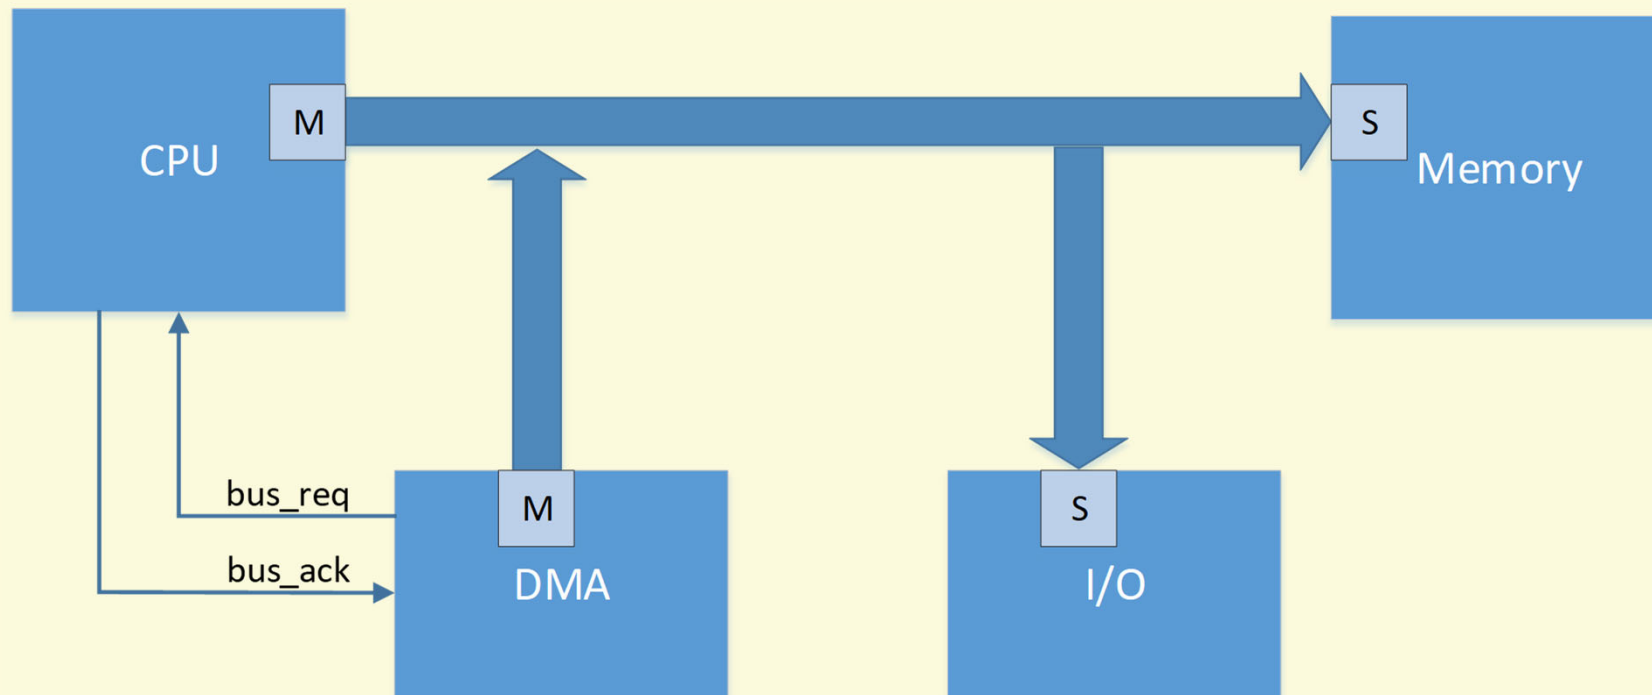 CPU
M
S
Memory
bus_req
bus_ack
M
DMA
S
I/O